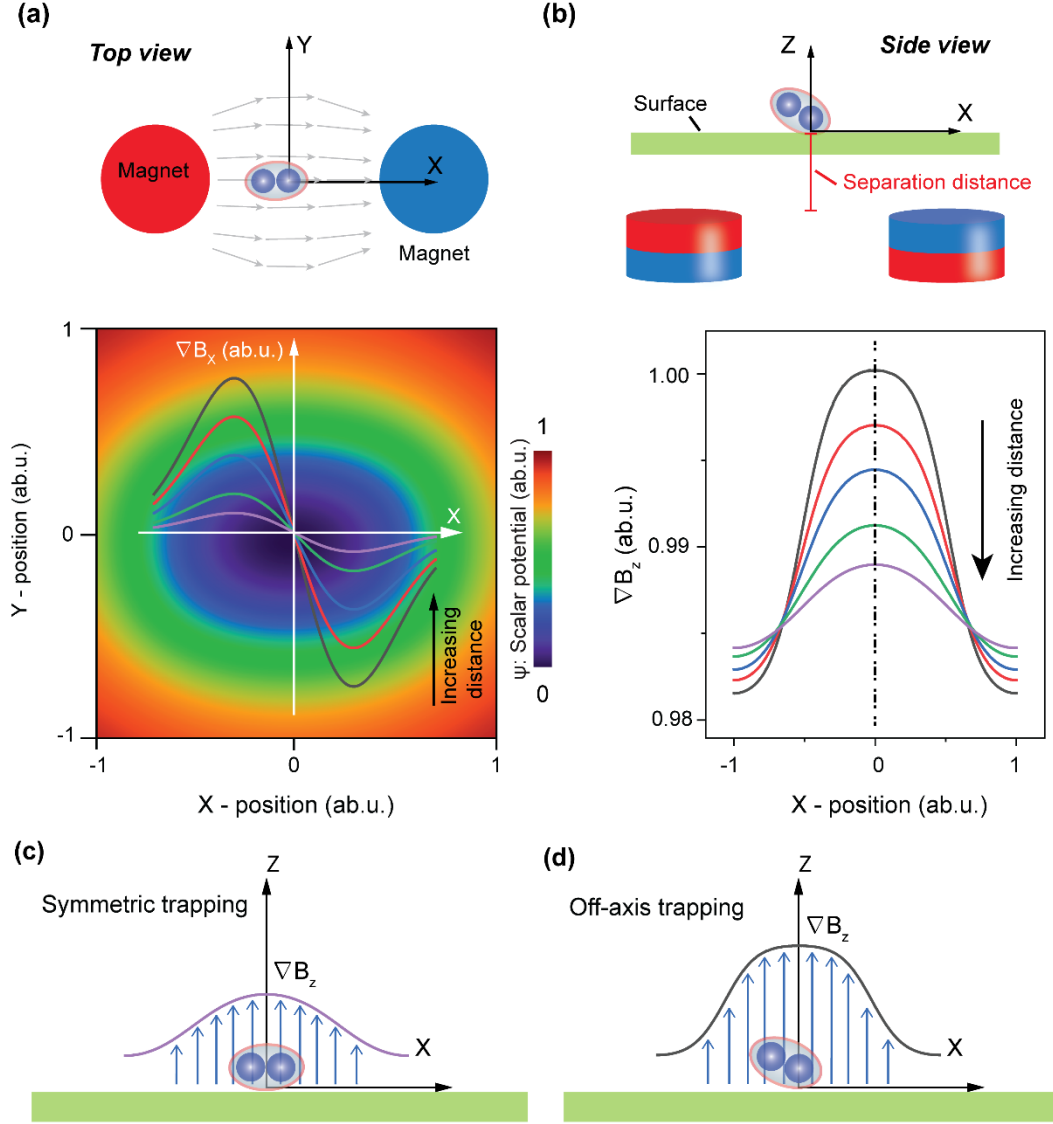 (a)
Top view
Y
Magnet
X
Magnet
(b)
Side view
Z
Surface
X
Separation distance
1
∇B_X (ab.u.)
X
Increasing
distance
0
-1
Y - position (ab.u.)
-1
0
1
X - position (ab.u.)
1
ψ: Scalar potential (ab.u.)
0
1.00
0.99
0.98
∇B_z (ab.u.)
Increasing distance
-1
0
1
X - position (ab.u.)
(c)
Z
Symmetric trapping
∇B_z
X
(d)
Z
Off-axis trapping
∇B_z
X